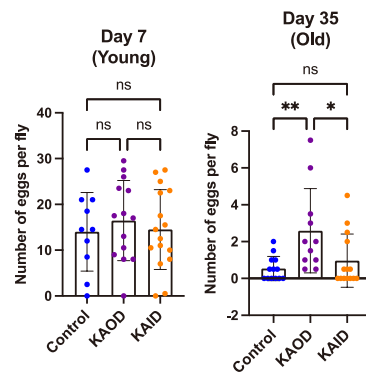 Day 7
(Young)
ns
ns
ns
Number of eggs per fly
40
30
20
10
0
Control
KAOD
KAID
Day 35
(Old)
ns
**
*
Number of eggs per fly
8
6
4
2
0
-2
Control
KAOD
KAID